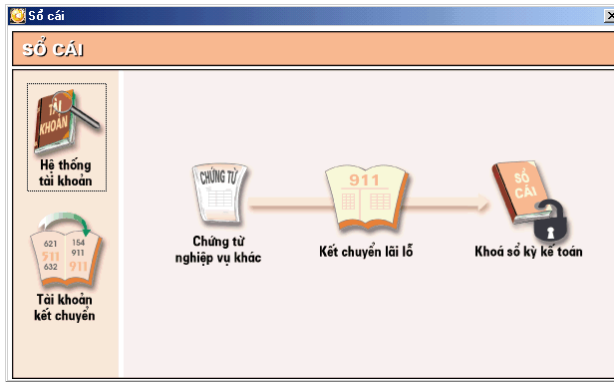 Sổ cái
SỔ CÁI
TÀI
KHOẢN
Hệ thống
tài khoản
621 154
911 911
632 911
Tài khoản
kết chuyển
CHỨNG TỪ
Chứng từ
nghiệp vụ khác
911
Kết chuyển lãi lỗ
SỔ
CÁI
Khoá sổ kỳ kế toán